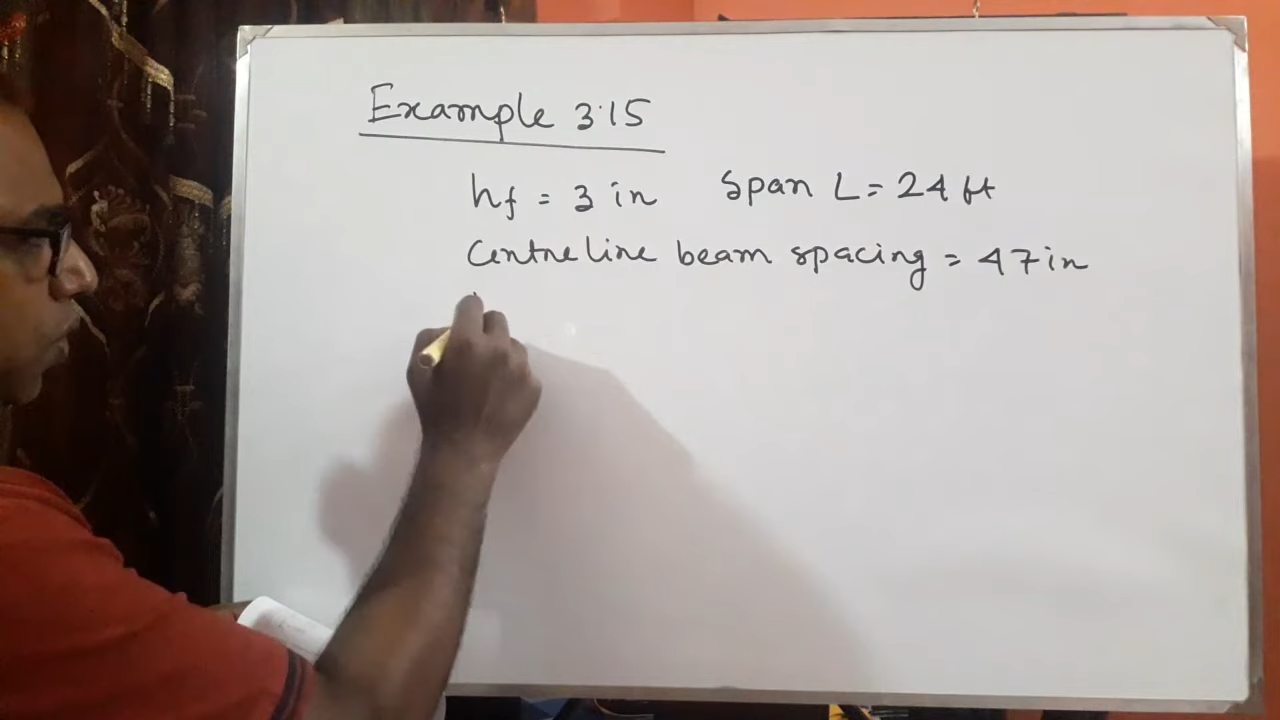 Example 3.15
hf = 3 in span L = 24 ft
Centre line beam spacing = 47 in